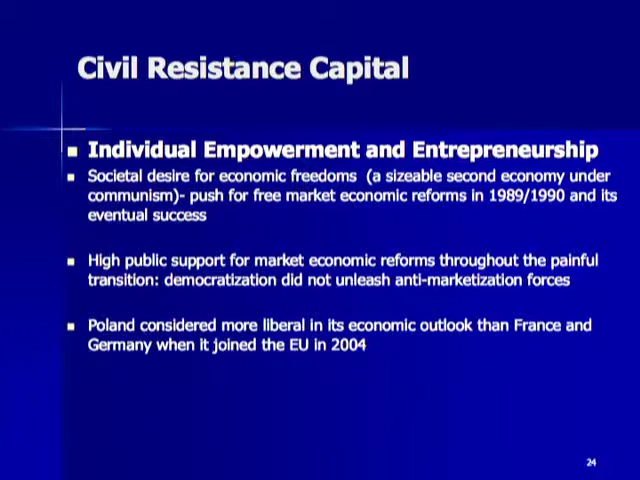 Civil Resistance Capital
Individual Empowerment and Entrepreneurship
Societal desire for economic freedoms (a sizeable second economy under
communism)- push for free market economic reforms in 1989/1990 and its
eventual success
High public support for market economic reforms throughout the painful
transition: democratization did not unleash anti-marketization forces
Poland considered more liberal in its economic outlook than France and
Germany when it joined the EU in 2004
24